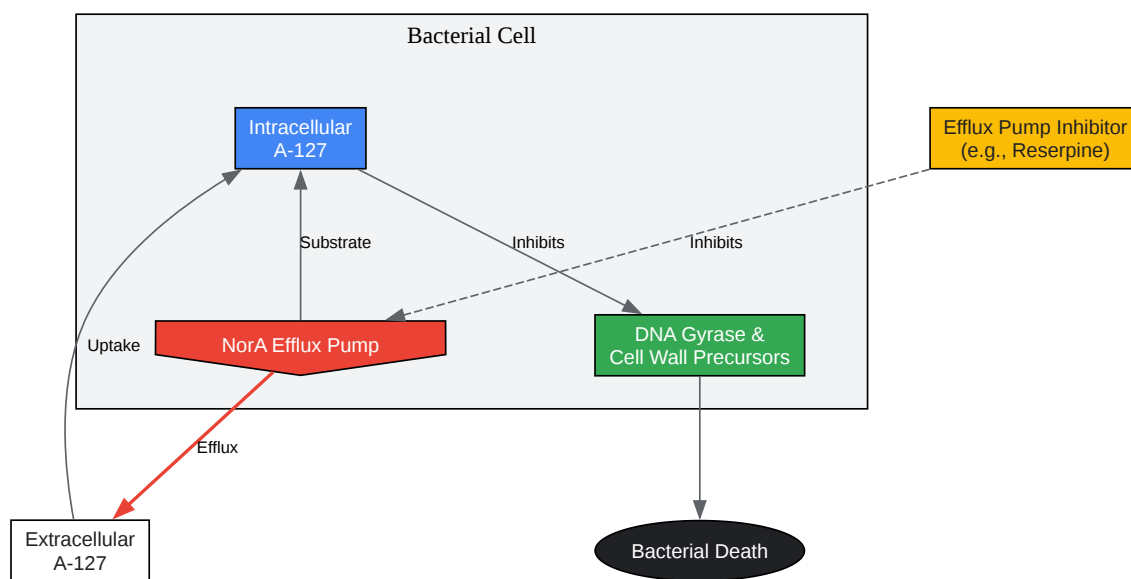 Bacterial Cell
Intracellular
A-127
Efflux Pump Inhibitor
(e.g., Reserpine)
Substrate
Inhibits
Inhibits
Uptake
NorA Efflux Pump
DNA Gyrase &
Cell Wall Precursors
Efflux
Extracellular
A-127
Bacterial Death